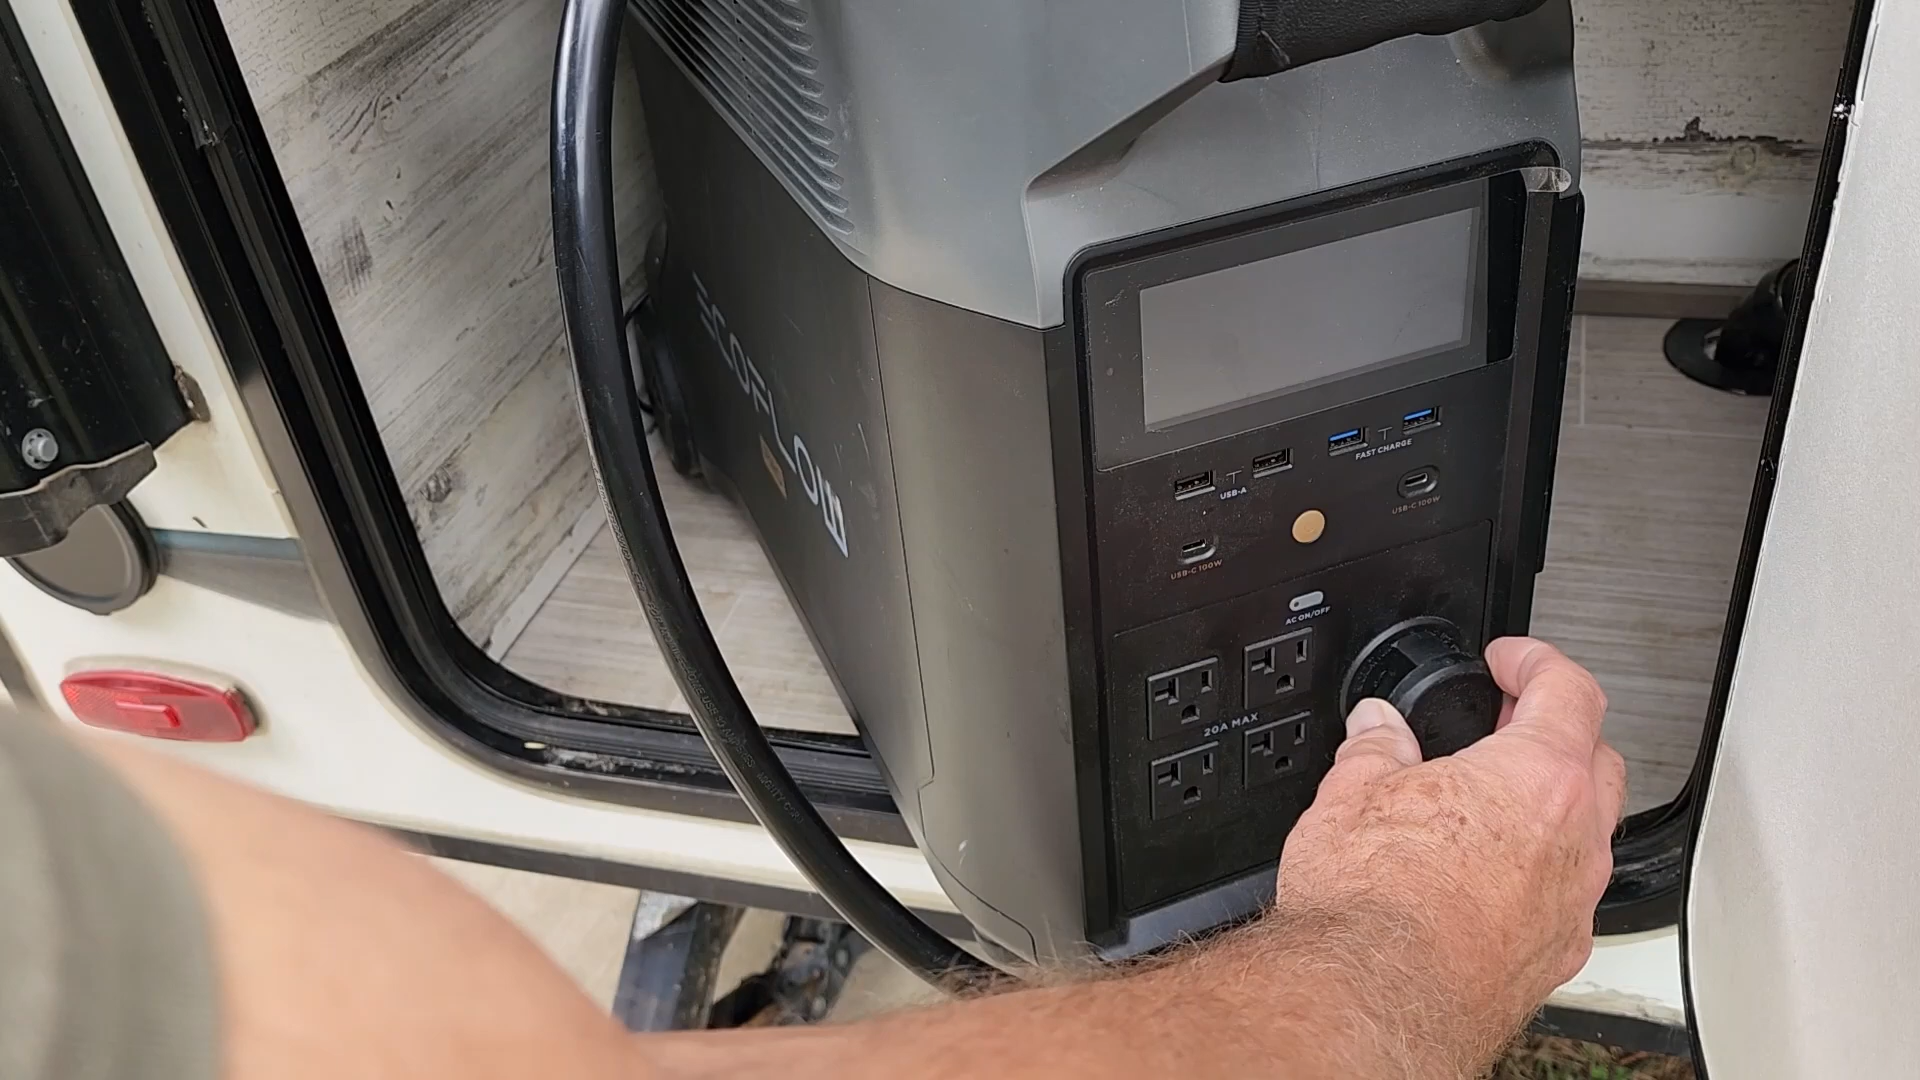 ECOFLOW
FAST CHARGE
USB-A
USB-C 100W
USB-C 100W
AC ON/OFF
20A MAX